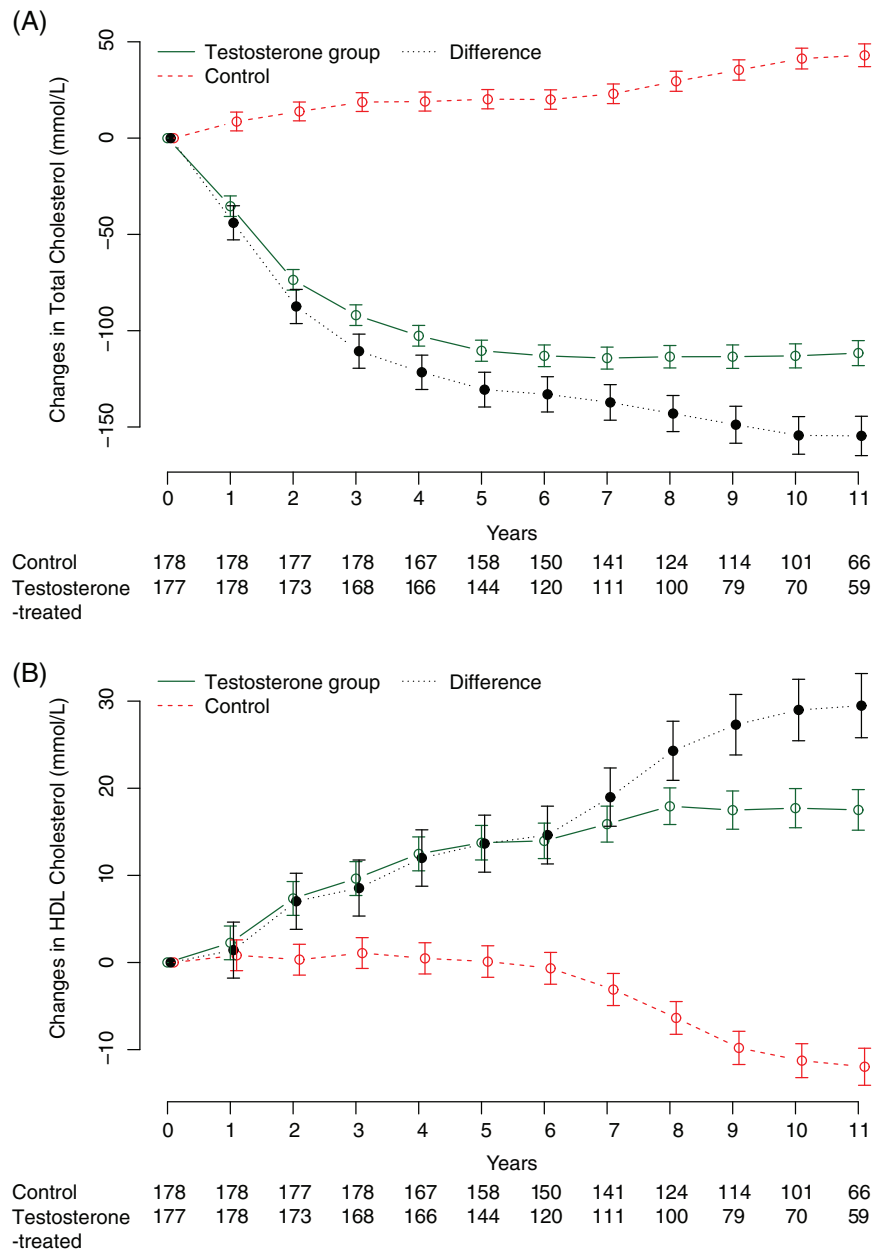 (A)
Testosterone group Difference
Control
Changes in Total Cholesterol (mmol/L)
50
0
−50
−100
−150
0 1 2 3 4 5 6 7 8 9 10 11
Years
Control 178 178 177 178 167 158 150 141 124 114 101 66
Testosterone 177 178 173 168 166 144 120 111 100 79 70 59
-treated
(B)
Testosterone group Difference
Control
Changes in HDL Cholesterol (mmol/L)
30
20
10
0
−10
0 1 2 3 4 5 6 7 8 9 10 11
Years
Control 178 178 177 178 167 158 150 141 124 114 101 66
Testosterone 177 178 173 168 166 144 120 111 100 79 70 59
-treated